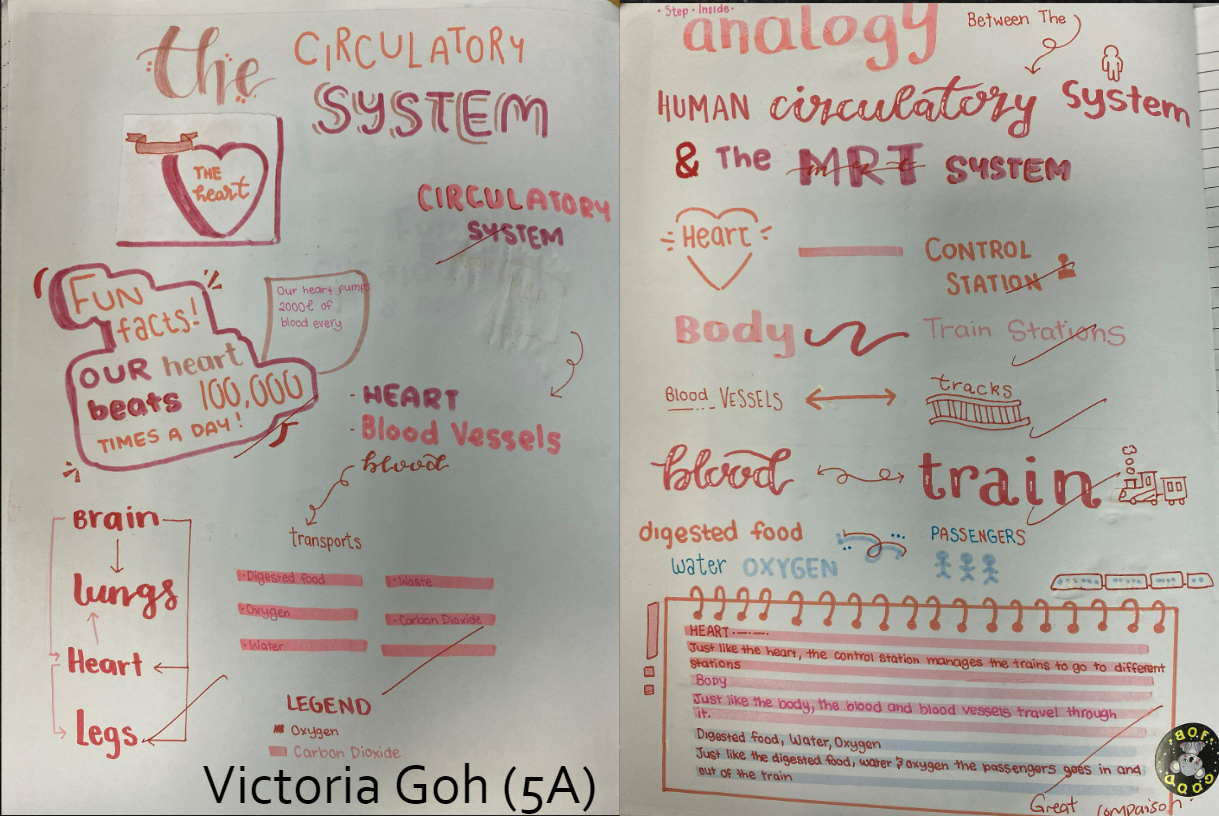 the CIRCULATORY
SYSTEM
THE
heart
CIRCULATORY
SYSTEM
FUN
facts!
OUR heart
beats 100,000
TIMES A DAY!
Our heart pumps
2000ℓ of
blood every
- HEART
- Blood Vessels
- blood
transports
• Digested food
• Waste
• Oxygen
• Carbon Dioxide
• Water
Brain
Lungs
Heart
Legs
LEGEND
Oxygen
Carbon Dioxide
Victoria Goh (5A)
• Step • Inside •
analogy Between The
HUMAN circulatory System
& The MRT SYSTEM
Heart
CONTROL
STATION
Body Train Stations
Blood VESSELS tracks
blood train
digested food PASSENGERS
water OXYGEN
HEART
Just like the heart, the control station manages the trains to go to different
stations
Body
Just like the body, the blood and blood vessels travel through
it.
Digested food, Water, Oxygen
Just like the digested food, water & oxygen the passengers goes in and
out of the train
Great comparison!
B.O.F.
GOOD